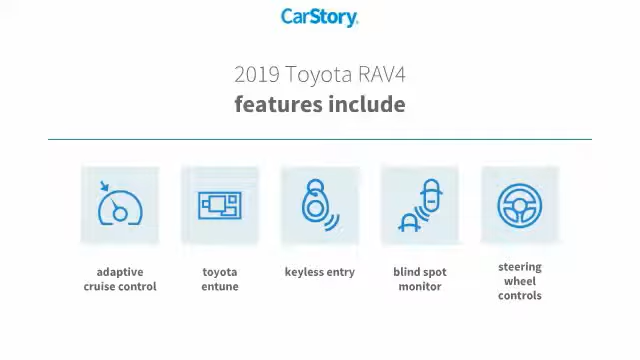 CarStory
2019 Toyota RAV4
features include
adaptive
cruise control
toyota
entune
keyless entry
blind spot
monitor
steering
wheel
controls